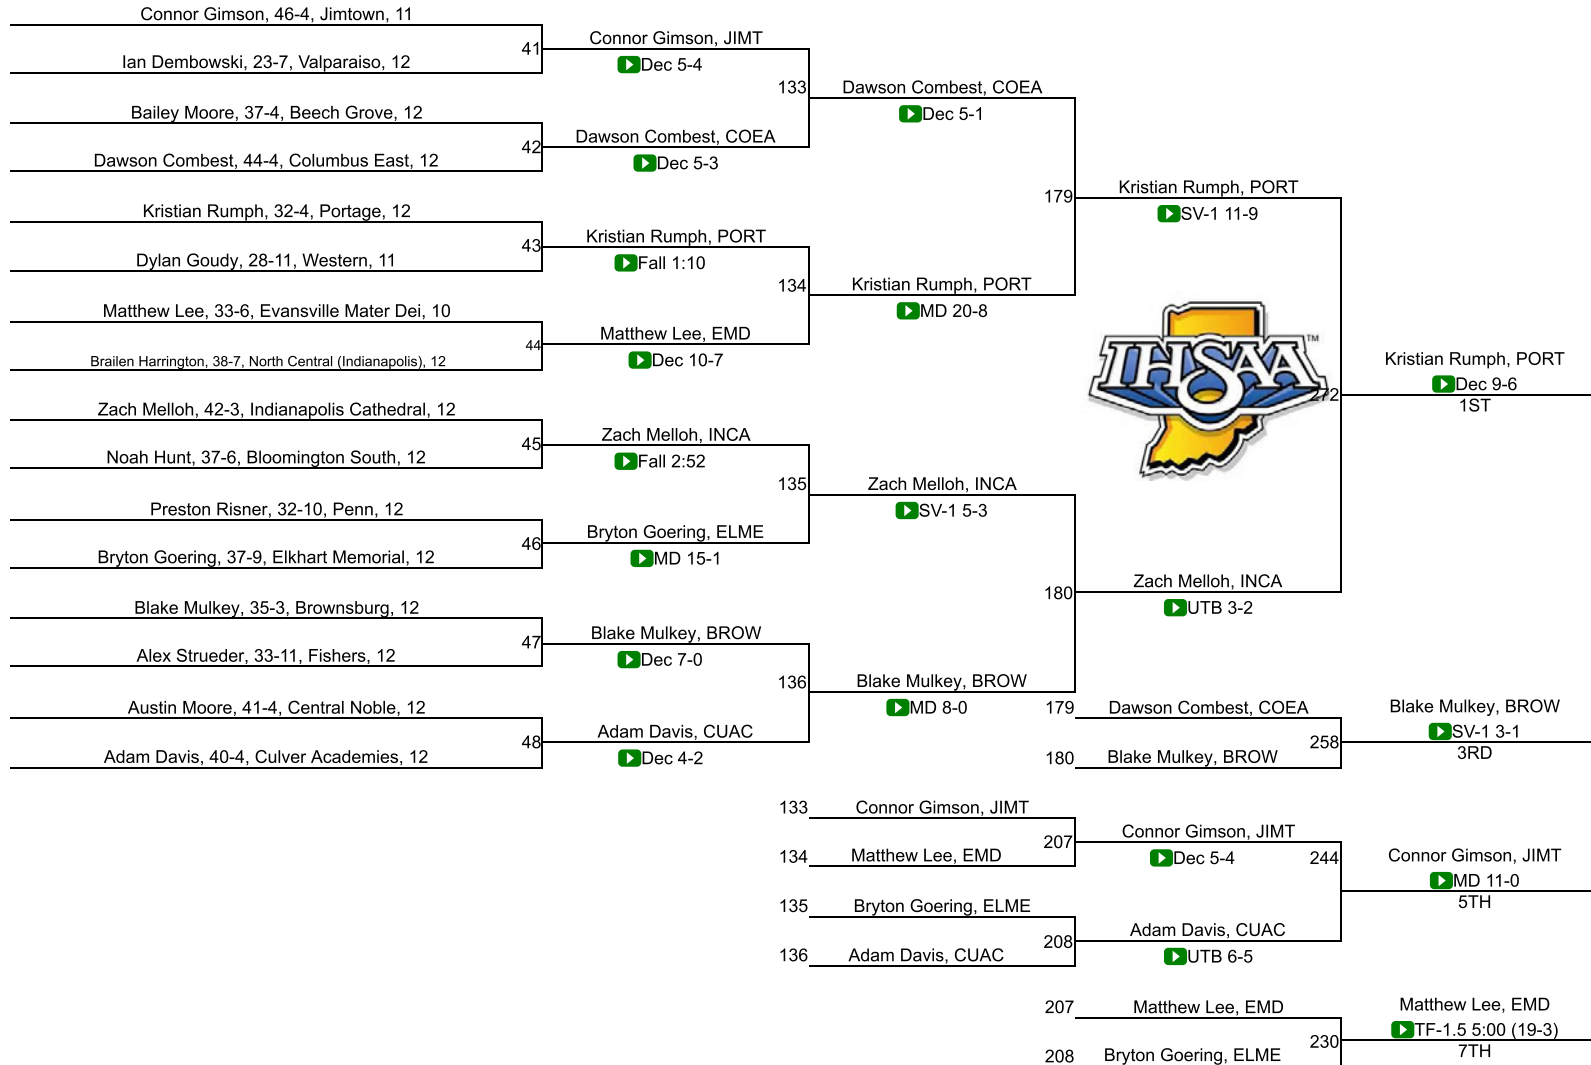 Connor Gimson, 46-4, Jimtown, 11
Ian Dembowski, 23-7, Valparaiso, 12
Bailey Moore, 37-4, Beech Grove, 12
Dawson Combest, 44-4, Columbus East, 12
Kristian Rumph, 32-4, Portage, 12
Dylan Goudy, 28-11, Western, 11
Matthew Lee, 33-6, Evansville Mater Dei, 10
Brailen Harrington, 38-7, North Central (Indianapolis), 12
Zach Melloh, 42-3, Indianapolis Cathedral, 12
Noah Hunt, 37-6, Bloomington South, 12
Preston Risner, 32-10, Penn, 12
Bryton Goering, 37-9, Elkhart Memorial, 12
Blake Mulkey, 35-3, Brownsburg, 12
Alex Strueder, 33-11, Fishers, 12
Austin Moore, 41-4, Central Noble, 12
Adam Davis, 40-4, Culver Academies, 12
41
Connor Gimson, JIMT
Dec 5-4
42
Dawson Combest, COEA
Dec 5-3
43
Kristian Rumph, PORT
Fall 1:10
44
Matthew Lee, EMD
Dec 10-7
45
Zach Melloh, INCA
Fall 2:52
46
Bryton Goering, ELME
MD 15-1
47
Blake Mulkey, BROW
Dec 7-0
48
Adam Davis, CUAC
Dec 4-2
133
Dawson Combest, COEA
Dec 5-1
134
Kristian Rumph, PORT
MD 20-8
135
Zach Melloh, INCA
SV-1 5-3
136
Blake Mulkey, BROW
MD 8-0
179
Kristian Rumph, PORT
SV-1 11-9
180
Zach Melloh, INCA
UTB 3-2
IHSAA
TM
272
Kristian Rumph, PORT
Dec 9-6
1ST
179
Dawson Combest, COEA
180
Blake Mulkey, BROW
258
Blake Mulkey, BROW
SV-1 3-1
3RD
133
Connor Gimson, JIMT
134
Matthew Lee, EMD
135
Bryton Goering, ELME
136
Adam Davis, CUAC
207
Connor Gimson, JIMT
Dec 5-4
208
Adam Davis, CUAC
UTB 6-5
244
Connor Gimson, JIMT
MD 11-0
5TH
207
Matthew Lee, EMD
208
Bryton Goering, ELME
230
Matthew Lee, EMD
TF-1.5 5:00 (19-3)
7TH